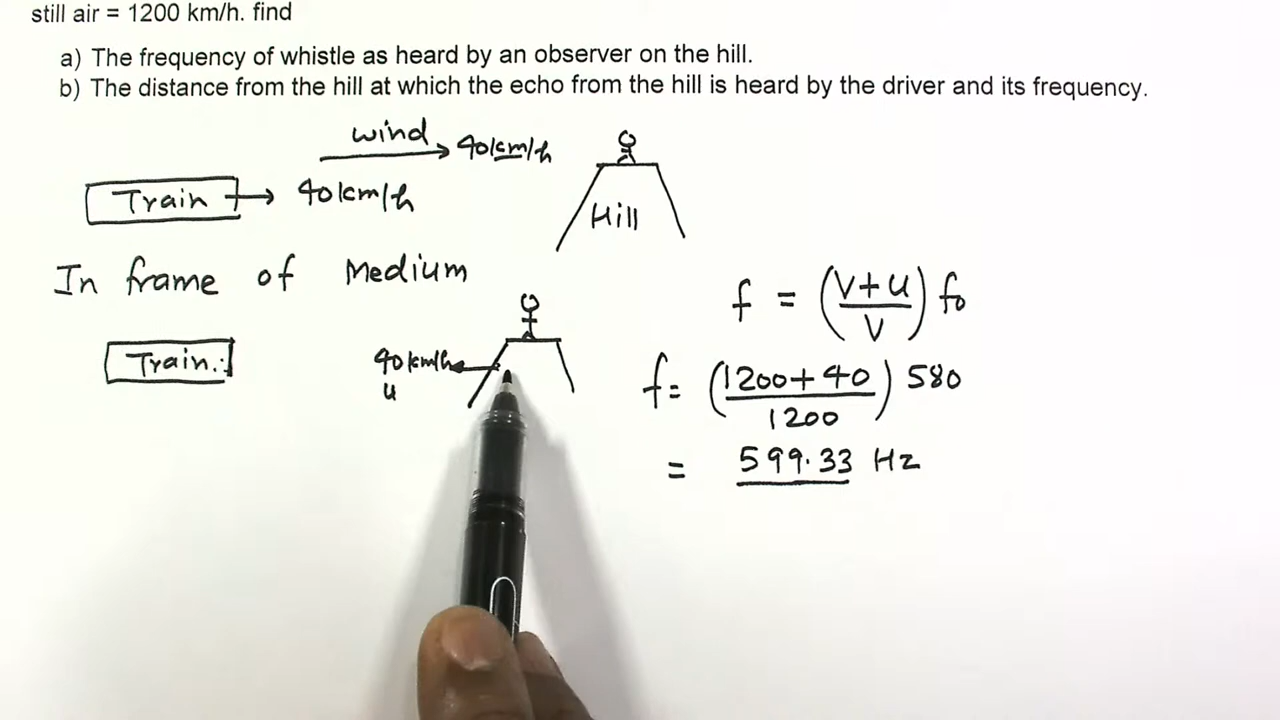 still air = 1200 km/h. find
a) The frequency of whistle as heard by an observer on the hill.
b) The distance from the hill at which the echo from the hill is heard by the driver and its frequency.
wind 40km/h
Train 40km/h
Hill
In frame of Medium
f = (V+u/V) fo
Train
40km/h
u
f= (1200+40/1200) 580
= 599.33 Hz